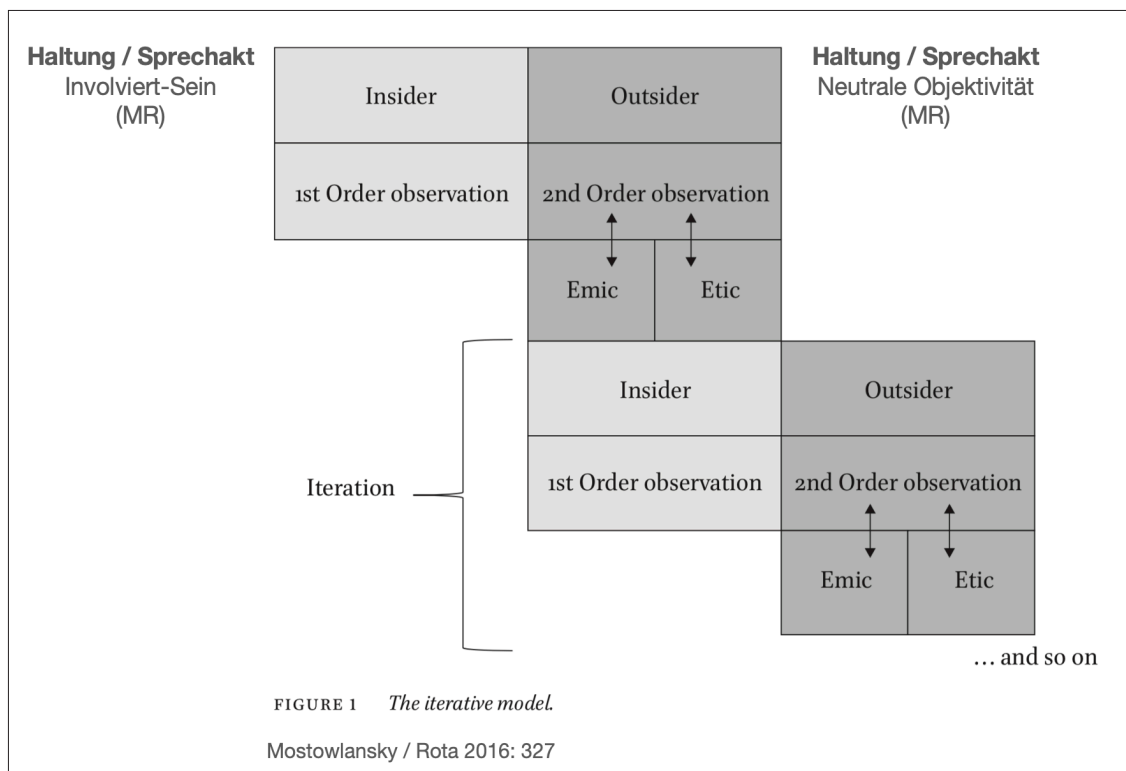 Haltung / Sprechakt
Involviert-Sein
(MR)
Insider
Outsider
Haltung / Sprechakt
Neutrale Objektivität
(MR)
1st Order observation
2nd Order observation
Emic
Etic
Iteration
Insider
Outsider
1st Order observation
2nd Order observation
Emic
Etic
... and so on
FIGURE 1 The iterative model.
Mostowlansky / Rota 2016: 327